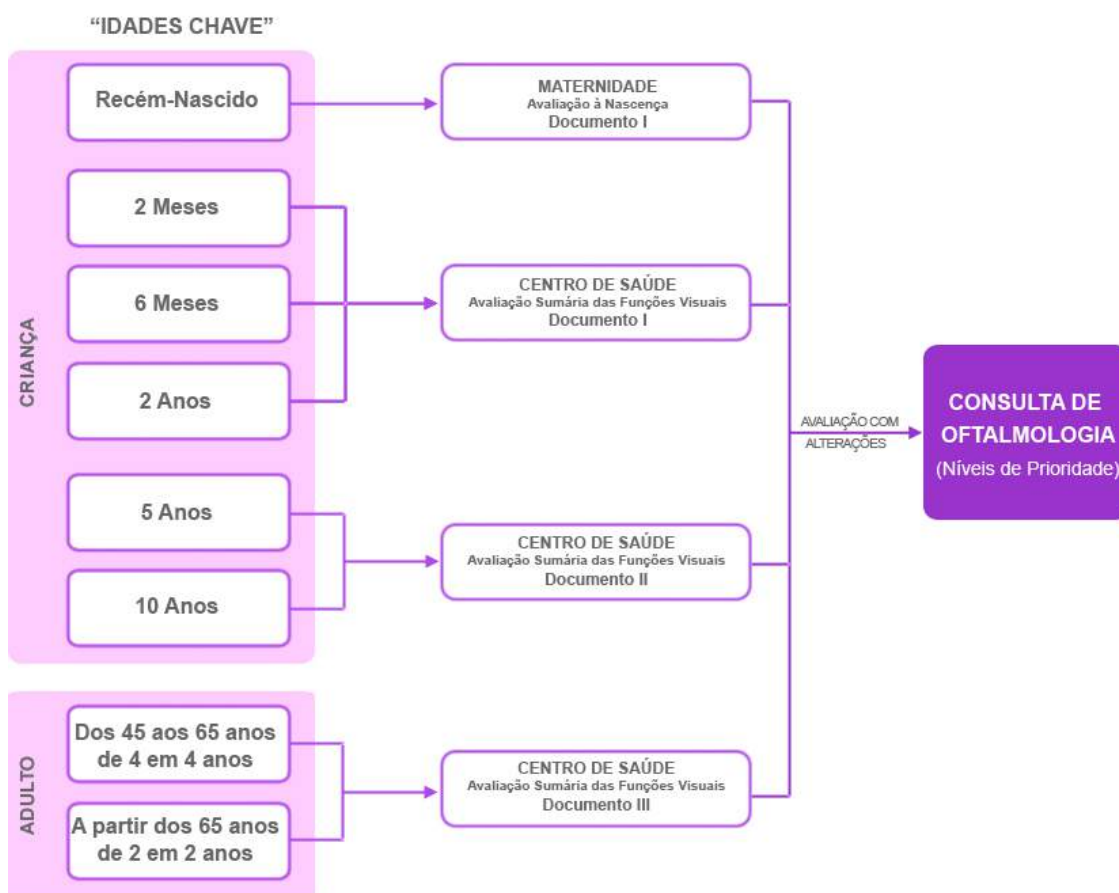 “IDADES CHAVE”
CRIANÇA
Recém-Nascido
2 Meses
6 Meses
2 Anos
5 Anos
10 Anos
ADULTO
Dos 45 aos 65 anos
de 4 em 4 anos
A partir dos 65 anos
de 2 em 2 anos
MATERNIDADE
Avaliação à Nascença
Documento I
CENTRO DE SAÚDE
Avaliação Sumária das Funções Visuais
Documento I
CENTRO DE SAÚDE
Avaliação Sumária das Funções Visuais
Documento II
CENTRO DE SAÚDE
Avaliação Sumária das Funções Visuais
Documento III
AVALIAÇÃO COM
ALTERAÇÕES
CONSULTA DE
OFTALMOLOGIA
(Níveis de Prioridade)